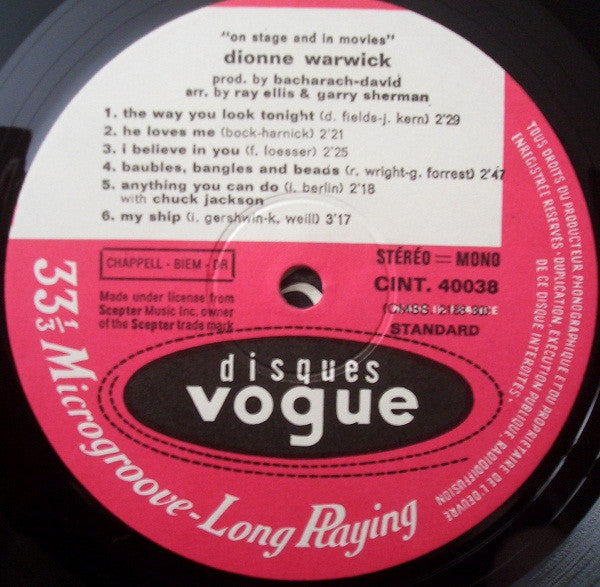 "on stage and in movies"
dionne warwick
prod. by bacharach-david
arr. by ray ellis & garry sherman
1. the way you look tonight (d. fields-j. kern) 2'29
2. he loves me (bock-harnick) 2'21
3. i believe in you (f. loesser) 2'25
4. baubles, bangles and beads (r. wright-g. forrest) 2'47
5. anything you can do (i. berlin) 2'18
with chuck jackson
6. my ship (i. gershwin-k. weill) 3'17
CHAPPELL - BIEM - DR
Made under license from
Scepter Music Inc. owner
of the Scepter trade mark
STÉRÉO = MONO
CINT. 40038
STANDARD
disques
vogue
33 1/3 Microgroove-Long Playing
TOUS DROITS DU PRODUCTEUR PHONOGRAPHIQUE ET DU PROPRIETAIRE DE L'OEUVRE
ENREGISTRÉE RÉSERVÉS · DUPLICATION, EXÉCUTION PUBLIQUE RADIODIFFUSION
DE CE DISQUE INTERDITES ·